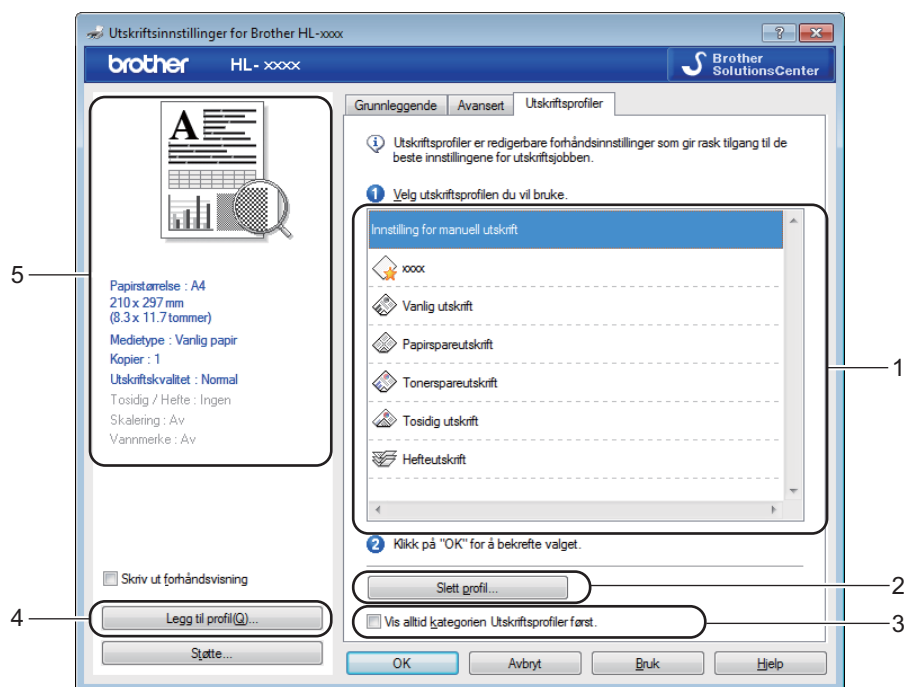 Utskriftsinnstillinger for Brother HL-xxxx
brother HL- xxxx
Brother
SolutionsCenter
Grunnleggende Avansert Utskriftsprofiler
Utskriftsprofiler er redigerbare forhåndsinnstillinger som gir rask tilgang til de
beste innstillingene for utskriftsjobben.
1 Velg utskriftsprofilen du vil bruke.
Innstilling for manuell utskrift
xxxx
Vanlig utskrift
Papirspareutskrift
Tonerspareutskrift
Tosidig utskrift
Hefteutskrift
1
2 Klikk på "OK" for å bekrefte valget.
Slett profil...
2
Vis alltid kategorien Utskriftsprofiler først.
3
A
5
Papirstørrelse : A4
210 x 297 mm
(8.3 x 11.7 tommer)
Medietype : Vanlig papir
Kopier : 1
Utskriftskvalitet : Normal
Tosidig / Hefte : Ingen
Skalering : Av
Vannmerke : Av
Skriv ut forhåndsvisning
4
Legg til profil(Q)...
Støtte...
OK Avbryt Bruk Hjelp